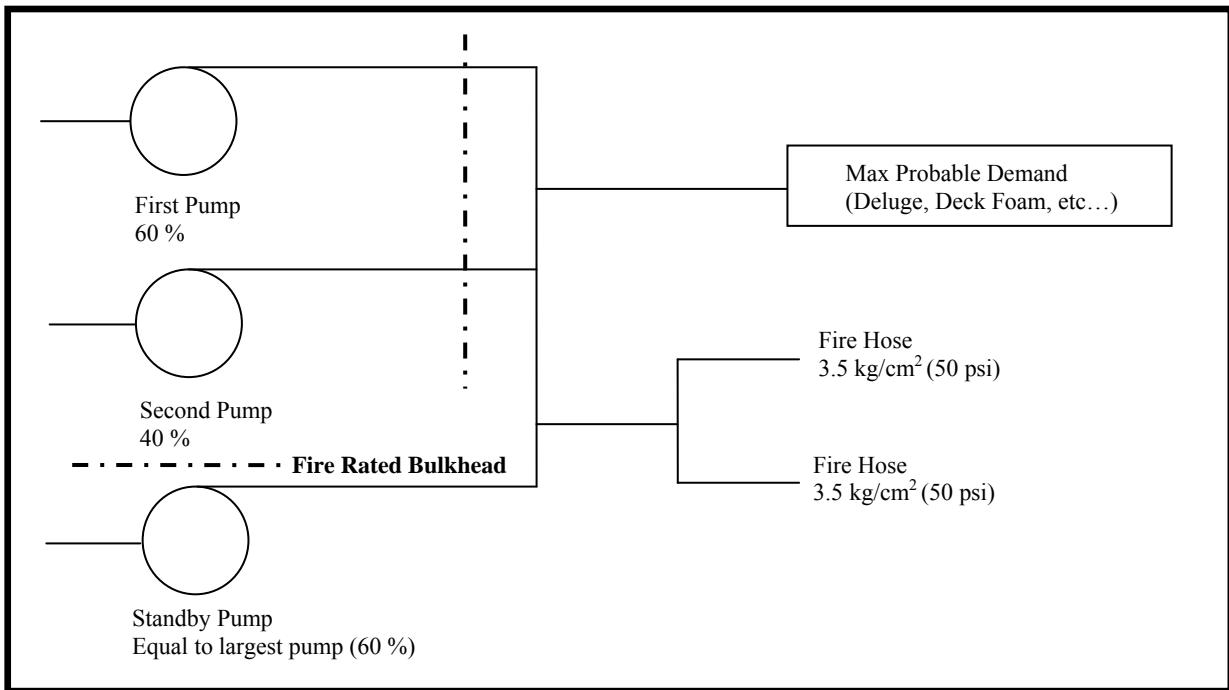 First Pump
60 %
Second Pump
40 %
Fire Rated Bulkhead
Standby Pump
Equal to largest pump (60 %)
Max Probable Demand
(Deluge, Deck Foam, etc…)
Fire Hose
3.5 kg/cm² (50 psi)
Fire Hose
3.5 kg/cm² (50 psi)